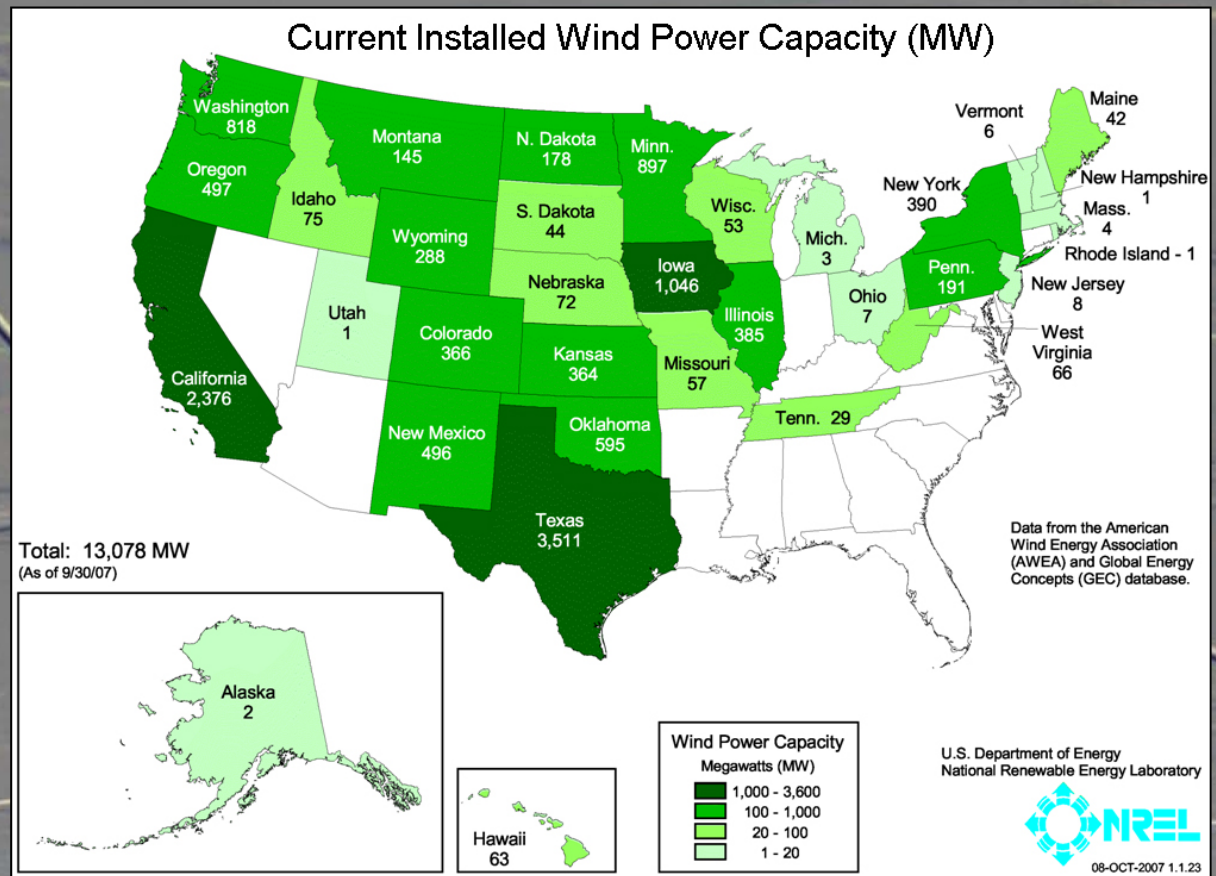 Current Installed Wind Power Capacity (MW)
Washington
818
Oregon
497
California
2,376
Idaho
75
Montana
145
Wyoming
288
Utah
1
Colorado
366
New Mexico
496
N. Dakota
178
S. Dakota
44
Nebraska
72
Kansas
364
Oklahoma
595
Texas
3,511
Minn.
897
Iowa
1,046
Missouri
57
Wisc.
53
Illinois
385
Mich.
3
Ohio
7
Tenn. 29
Penn.
191
New York
390
Vermont
6
Maine
42
New Hampshire
1
Mass.
4
Rhode Island - 1
New Jersey
8
West
Virginia
66
Total: 13,078 MW
(As of 9/30/07)
Data from the American
Wind Energy Association
(AWEA) and Global Energy
Concepts (GEC) database.
Alaska
2
Hawaii
63
Wind Power Capacity
Megawatts (MW)
1,000 - 3,600
100 - 1,000
20 - 100
1 - 20
U.S. Department of Energy
National Renewable Energy Laboratory
NREL
08-OCT-2007 1.1.23